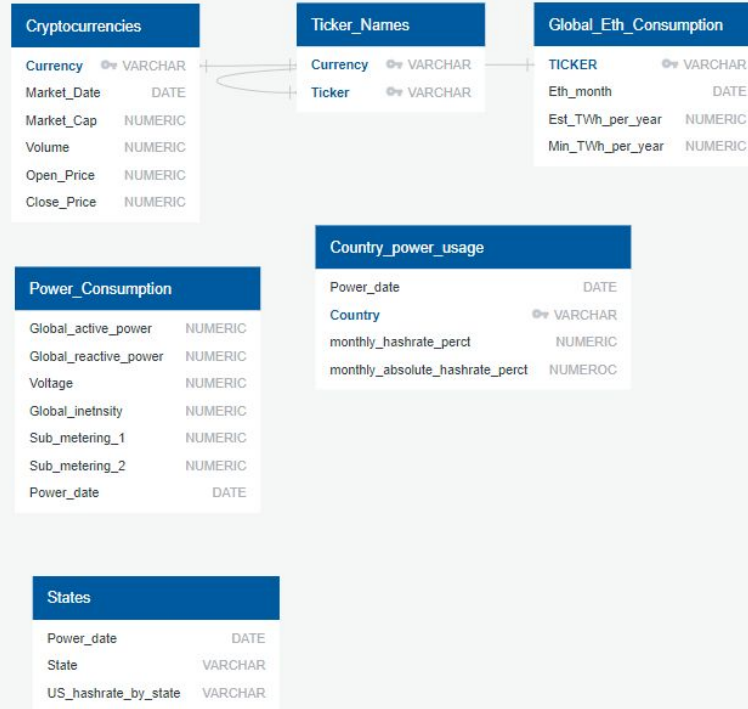 Cryptocurrencies
Currency VARCHAR
Market_Date DATE
Market_Cap NUMERIC
Volume NUMERIC
Open_Price NUMERIC
Close_Price NUMERIC
Ticker_Names
Currency VARCHAR
Ticker VARCHAR
Global_Eth_Consumption
TICKER VARCHAR
Eth_month DATE
Est_TWh_per_year NUMERIC
Min_TWh_per_year NUMERIC
Power_Consumption
Global_active_power NUMERIC
Global_reactive_power NUMERIC
Voltage NUMERIC
Global_inetnsity NUMERIC
Sub_metering_1 NUMERIC
Sub_metering_2 NUMERIC
Power_date DATE
Country_power_usage
Power_date DATE
Country VARCHAR
monthly_hashrate_perct NUMERIC
monthly_absolute_hashrate_perct NUMEROC
States
Power_date DATE
State VARCHAR
US_hashrate_by_state VARCHAR